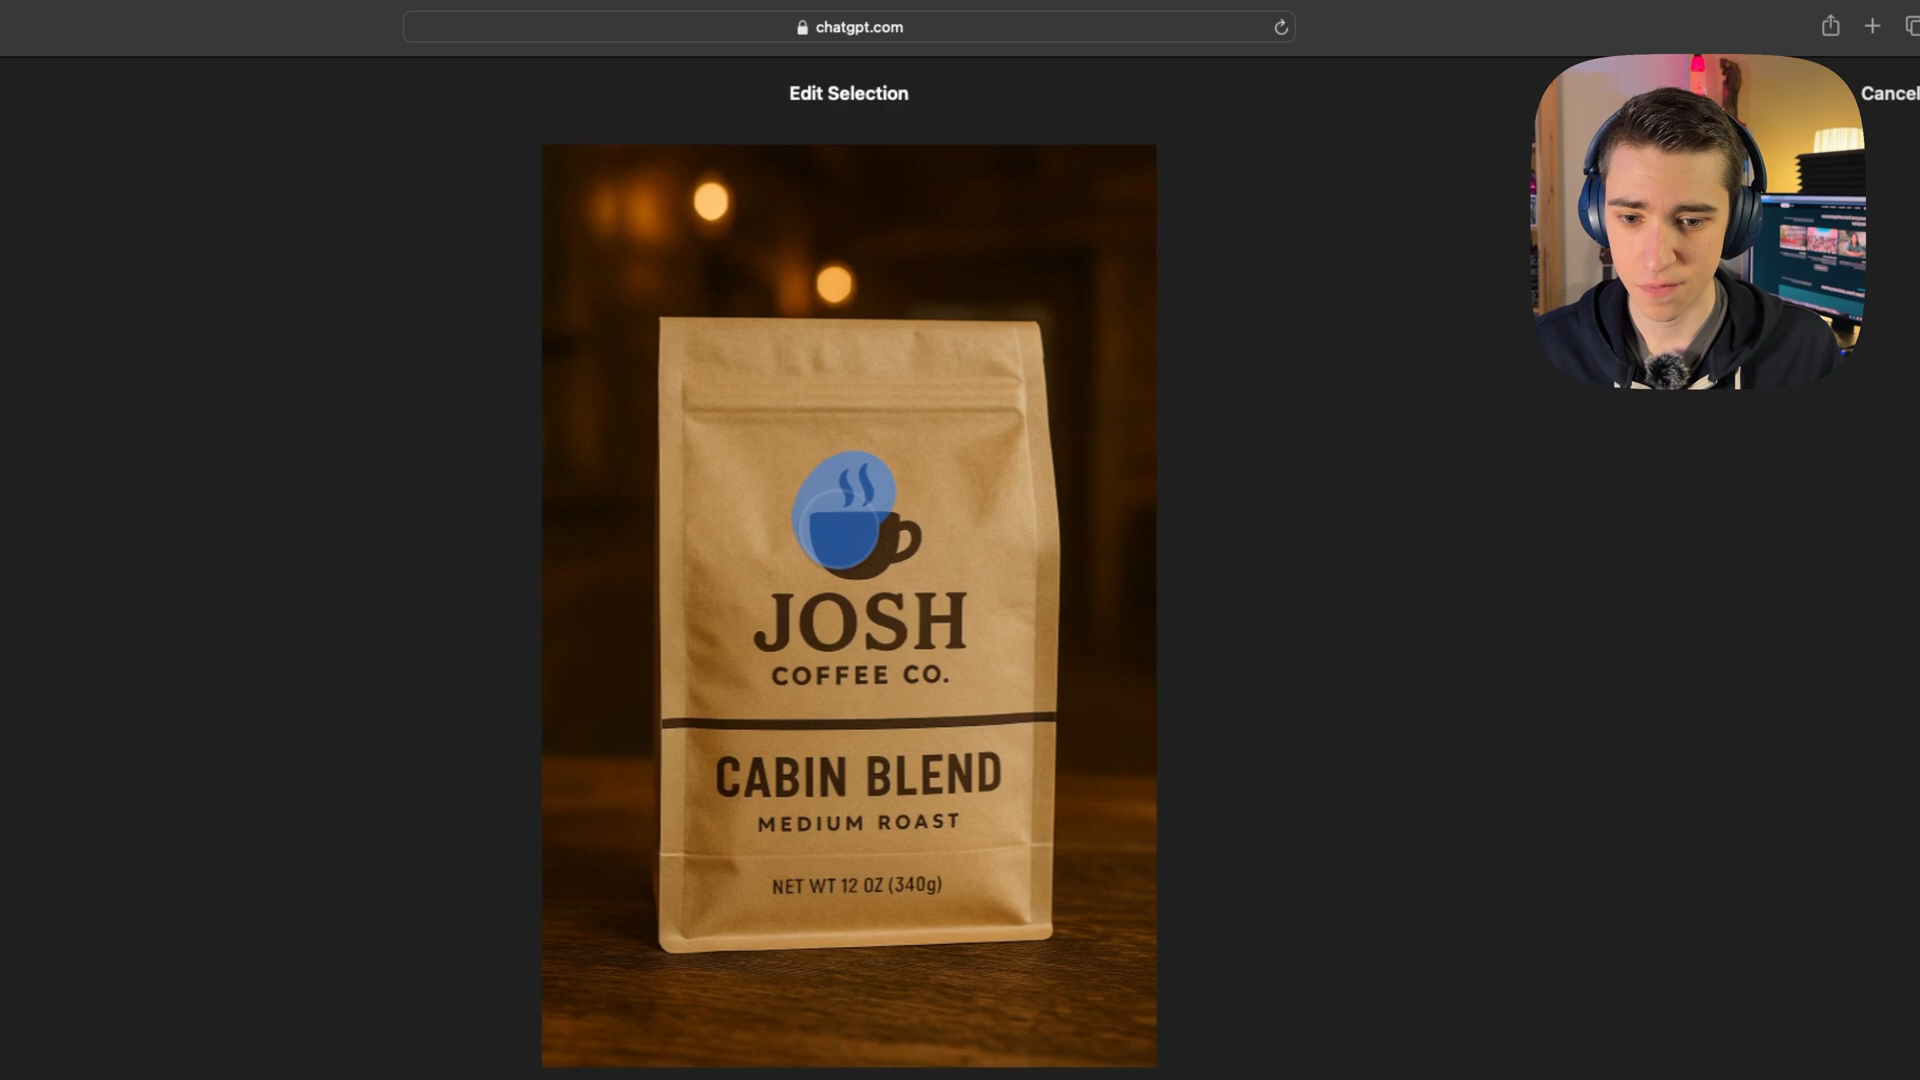 chatgpt.com
Edit Selection
Cancel
JOSH
COFFEE CO.
CABIN BLEND
MEDIUM ROAST
NET WT 12 OZ (340g)